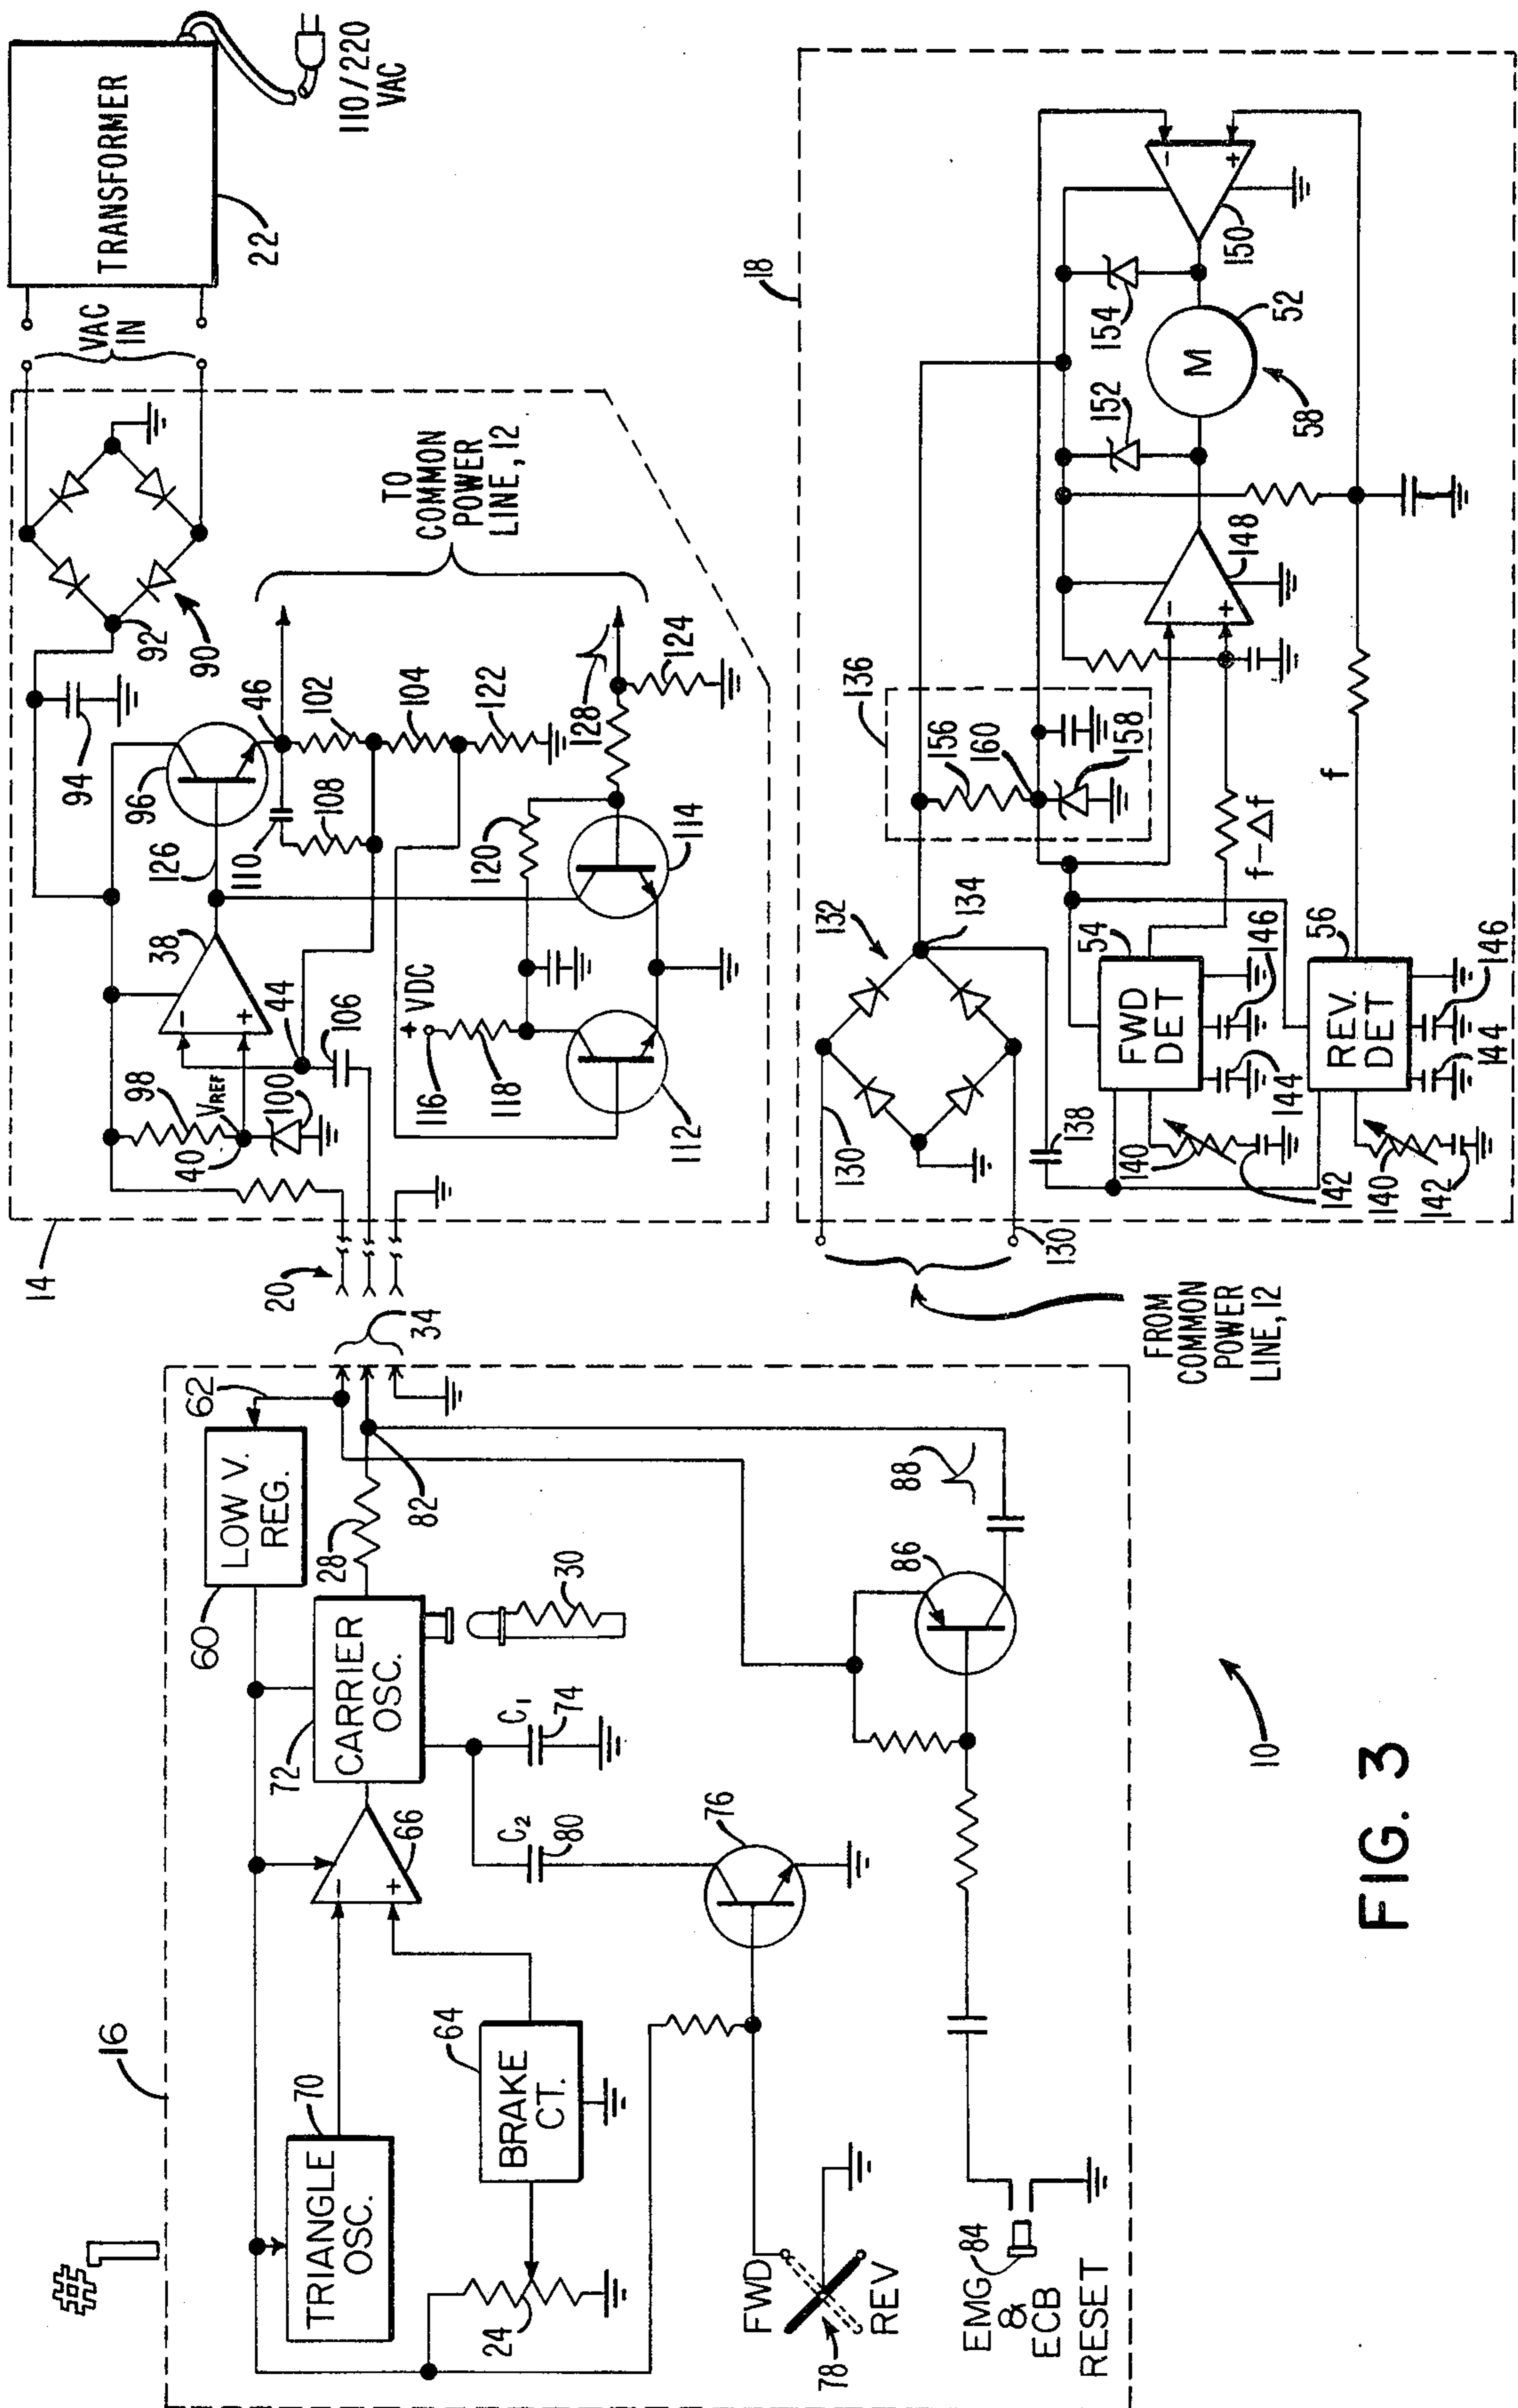 #1
16
TRIANGLE
OSC.
70
24
BRAKE
CT.
64
66
-
+
72
CARRIER
OSC.
28
30
LOW V.
REG.
60
62
34
82
C₁
74
C₂
80
76
FWD
REV
78
EMG
&
ECB
RESET
84
86
88
10
FIG. 3
14
20
TRANSFORMER
22
110/220
VAC
VAC
IN
90
92
94
96
126
38
-
+
44
98
VREF
40
100
106
110
108
46
102
104
122
TO
COMMON
POWER
LINE, 12
128
124
120
114
+ VDC
116
118
112
18
FROM
COMMON
POWER
LINE, 12
130
130
132
134
138
136
156
160
158
FWD
DET
54
REV.
DET
56
140
142
144
146
140
142
144
146
f-Δf
f
148
-
+
150
-
+
152
154
M
52
58